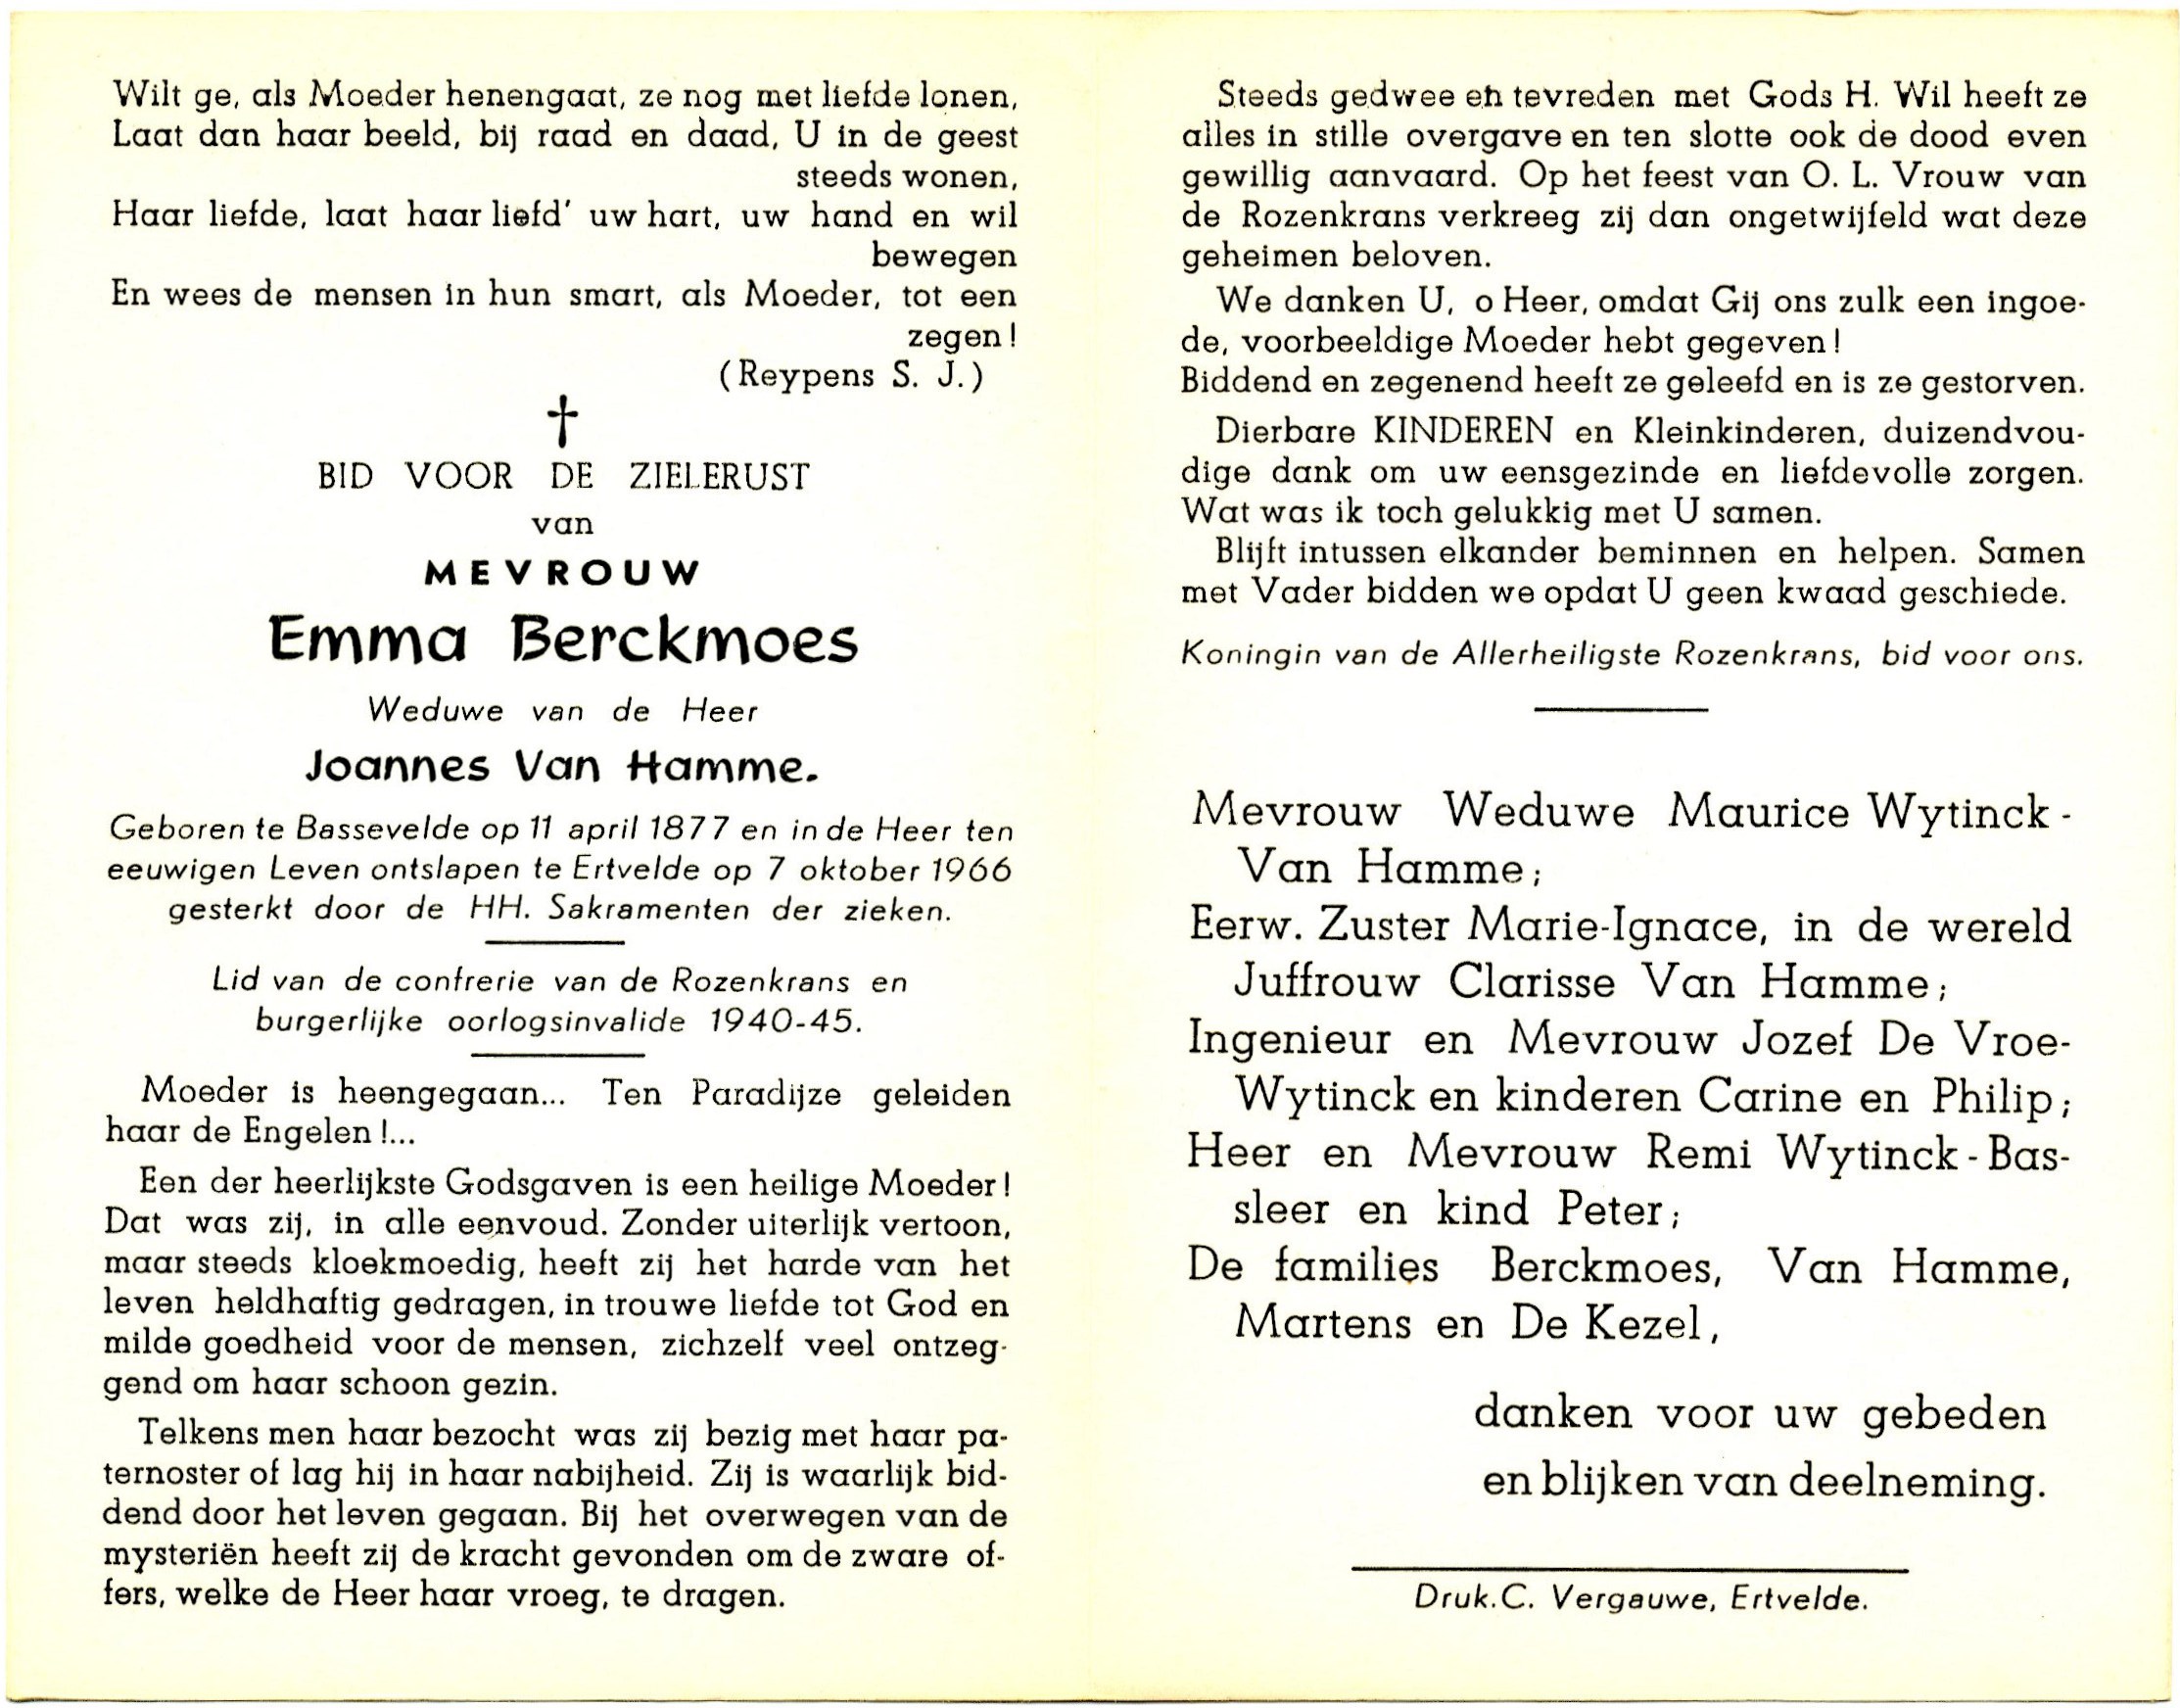 Wilt ge, als Moeder henengaat, ze nog met liefde lonen,
Laat dan haar beeld, bij raad en daad, U in de geest
steeds wonen,
Haar liefde, laat haar liefd' uw hart, uw hand en wil
bewegen
En wees de mensen in hun smart, als Moeder, tot een
zegen!
(Reypens S. J.)
†
BID VOOR DE ZIELERUST
van
MEVROUW
Emma Berckmoes
Weduwe van de Heer
Joannes Van Hamme.
Geboren te Bassevelde op 11 april 1877 en in de Heer ten
eeuwigen Leven ontslapen te Ertvelde op 7 oktober 1966
gesterkt door de HH. Sakramenten der zieken.
Lid van de confrerie van de Rozenkrans en
burgerlijke oorlogsinvalide 1940-45.
Moeder is heengegaan... Ten Paradijze geleiden
haar de Engelen!...
Een der heerlijkste Godsgaven is een heilige Moeder!
Dat was zij, in alle eenvoud. Zonder uiterlijk vertoon,
maar steeds kloekmoedig, heeft zij het harde van het
leven heldhaftig gedragen, in trouwe liefde tot God en
milde goedheid voor de mensen, zichzelf veel ontzeg-
gend om haar schoon gezin.
Telkens men haar bezocht was zij bezig met haar pa-
ternoster of lag hij in haar nabijheid. Zij is waarlijk bid-
dend door het leven gegaan. Bij het overwegen van de
mysteriën heeft zij de kracht gevonden om de zware of-
fers, welke de Heer haar vroeg, te dragen.
Steeds gedwee en tevreden met Gods H. Wil heeft ze
alles in stille overgave en ten slotte ook de dood even
gewillig aanvaard. Op het feest van O. L. Vrouw van
de Rozenkrans verkreeg zij dan ongetwijfeld wat deze
geheimen beloven.
We danken U, o Heer, omdat Gij ons zulk een ingoe-
de, voorbeeldige Moeder hebt gegeven!
Biddend en zegenend heeft ze geleefd en is ze gestorven.
Dierbare KINDEREN en Kleinkinderen, duizendvou-
dige dank om uw eensgezinde en liefdevolle zorgen.
Wat was ik toch gelukkig met U samen.
Blijft intussen elkander beminnen en helpen. Samen
met Vader bidden we opdat U geen kwaad geschiede.
Koningin van de Allerheiligste Rozenkrans, bid voor ons.
Mevrouw Weduwe Maurice Wytinck-
Van Hamme;
Eerw. Zuster Marie-Ignace, in de wereld
Juffrouw Clarisse Van Hamme;
Ingenieur en Mevrouw Jozef De Vroe-
Wytinck en kinderen Carine en Philip;
Heer en Mevrouw Remi Wytinck-Bas-
sleer en kind Peter;
De families Berckmoes, Van Hamme,
Martens en De Kezel,
danken voor uw gebeden
en blijken van deelneming.
Druk. C. Vergauwe, Ertvelde.